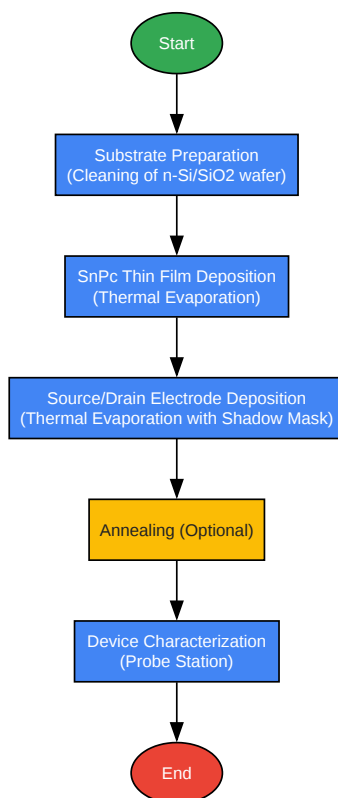 Start
Substrate Preparation
(Cleaning of n-Si/SiO2 wafer)
SnPc Thin Film Deposition
(Thermal Evaporation)
Source/Drain Electrode Deposition
(Thermal Evaporation with Shadow Mask)
Annealing (Optional)
Device Characterization
(Probe Station)
End